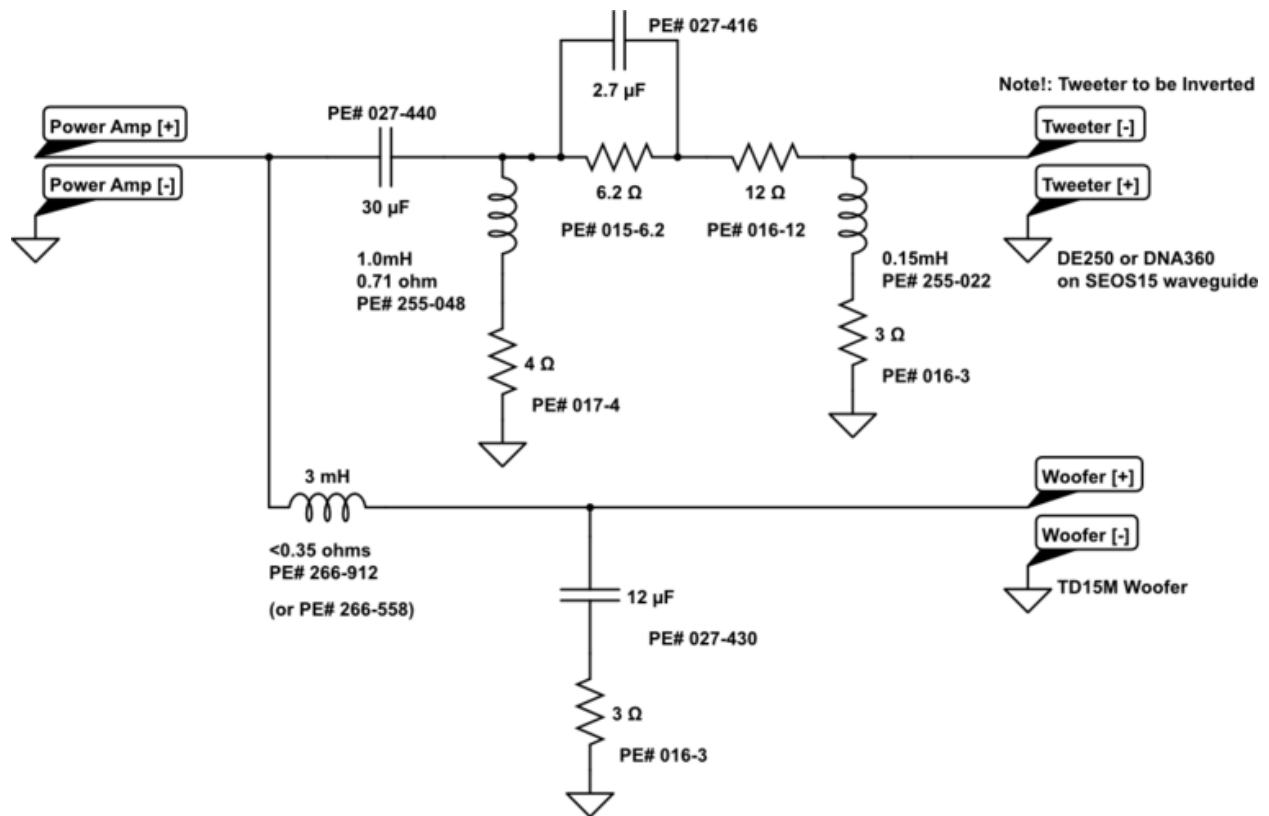 PE# 027-416
2.7 µF
Note!: Tweeter to be Inverted
Power Amp [+]
PE# 027-440
Tweeter [-]
Power Amp [-]
30 µF
6.2 Ω
12 Ω
Tweeter [+]
PE# 015-6.2
PE# 016-12
1.0mH
0.71 ohm
PE# 255-048
0.15mH
PE# 255-022
DE250 or DNA360
on SEOS15 waveguide
4 Ω
3 Ω
PE# 016-3
PE# 017-4
3 mH
Woofer [+]
<0.35 ohms
PE# 266-912
(or PE# 266-558)
Woofer [-]
TD15M Woofer
12 µF
PE# 027-430
3 Ω
PE# 016-3